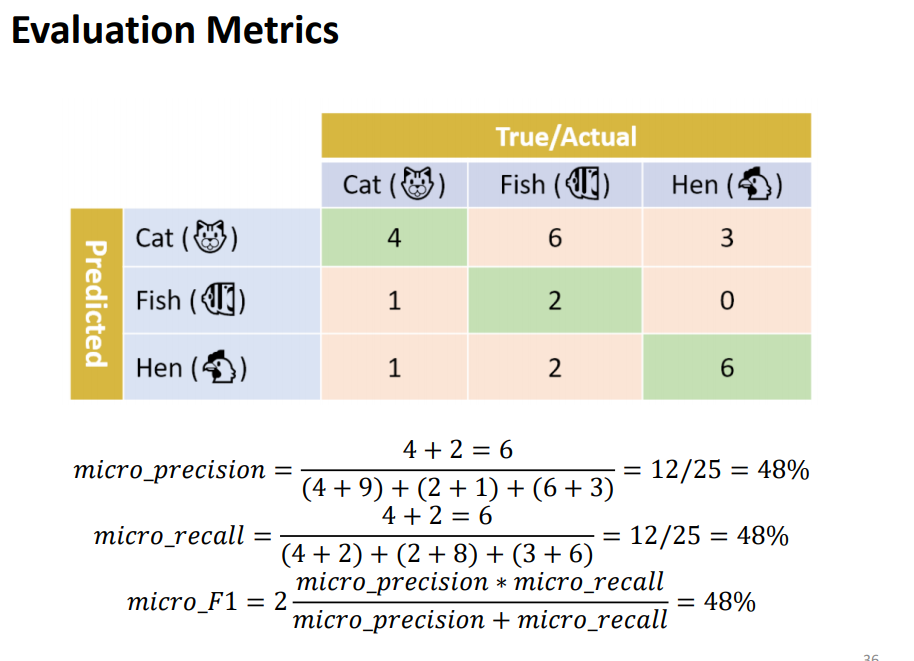 Evaluation Metrics
True/Actual
Cat ( ) Fish ( ) Hen ( )
Predicted
Cat ( ) 4 6 3
Fish ( ) 1 2 0
Hen ( ) 1 2 6
micro_precision = 4 + 2 = 6 / (4 + 9) + (2 + 1) + (6 + 3) = 12/25 = 48%
micro_recall = 4 + 2 = 6 / (4 + 2) + (2 + 8) + (3 + 6) = 12/25 = 48%
micro_F1 = 2 micro_precision ∗ micro_recall / micro_precision + micro_recall = 48%
36